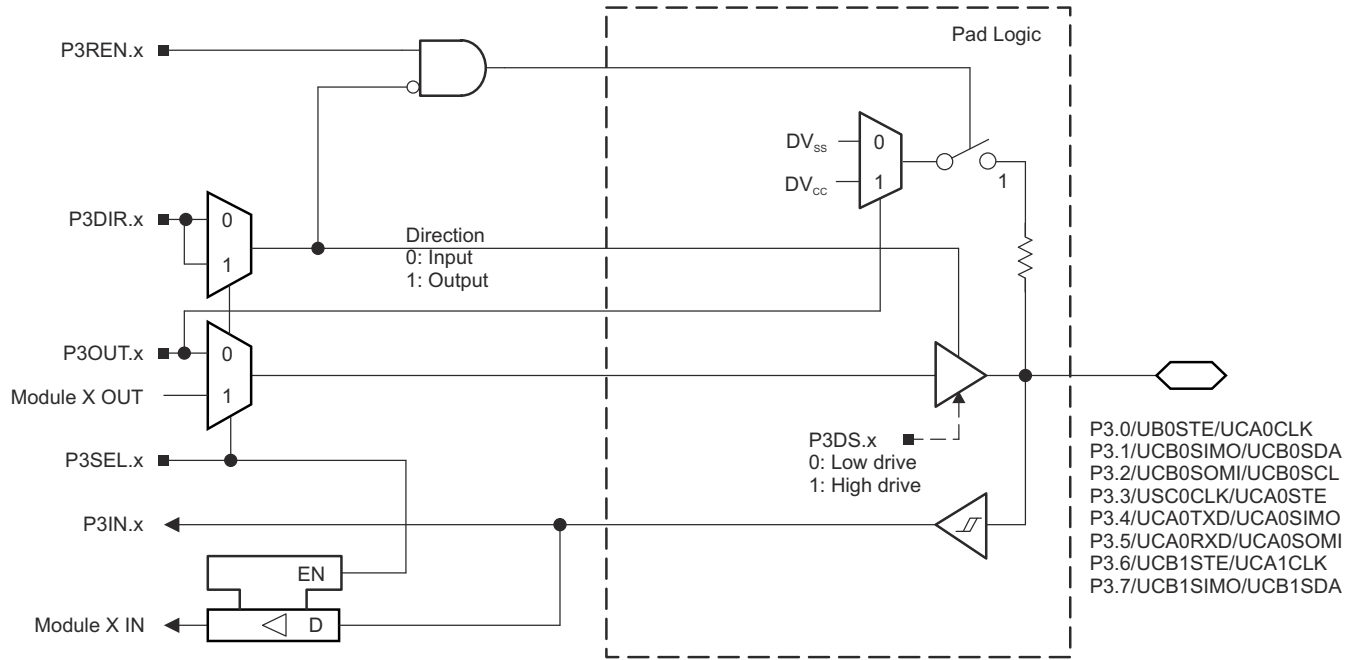 Pad Logic
P3REN.x
DVSS
0
DVCC
1
1
P3DIR.x
0
1
Direction
0: Input
1: Output
P3OUT.x
0
Module X OUT
1
P3DS.x
0: Low drive
1: High drive
P3SEL.x
P3IN.x
EN
D
Module X IN
P3.0/UB0STE/UCA0CLK
P3.1/UCB0SIMO/UCB0SDA
P3.2/UCB0SOMI/UCB0SCL
P3.3/USC0CLK/UCA0STE
P3.4/UCA0TXD/UCA0SIMO
P3.5/UCA0RXD/UCA0SOMI
P3.6/UCB1STE/UCA1CLK
P3.7/UCB1SIMO/UCB1SDA